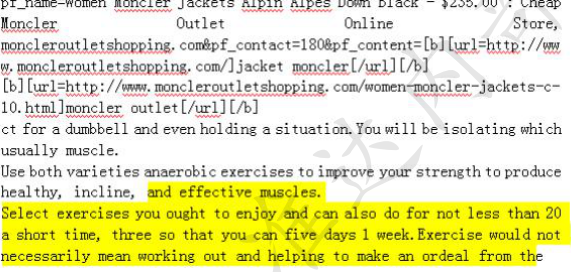 pf_name=Women Moncler Jackets Alpin Alpes Down Black - $235.00 : Cheap
Moncler Outlet Online Store,
moncleroutletshopping.com&pf_contact=180&pf_content=[b][url=http://ww
w.moncleroutletshopping.com/]jacket moncler[/url][/b]
[b][url=http://www.moncleroutletshopping.com/women-moncler-jackets-c-
10.html]moncler outlet[/url][/b]
ct for a dumbbell and even holding a situation.You will be isolating which
usually muscle.
Use both varieties anaerobic exercises to improve your strength to produce
healthy, incline, and effective muscles.
Select exercises you ought to enjoy and can also do for not less than 20
a short time, three so that you can five days 1 week.Exercise would not
necessarily mean working out and helping to make an ordeal from the